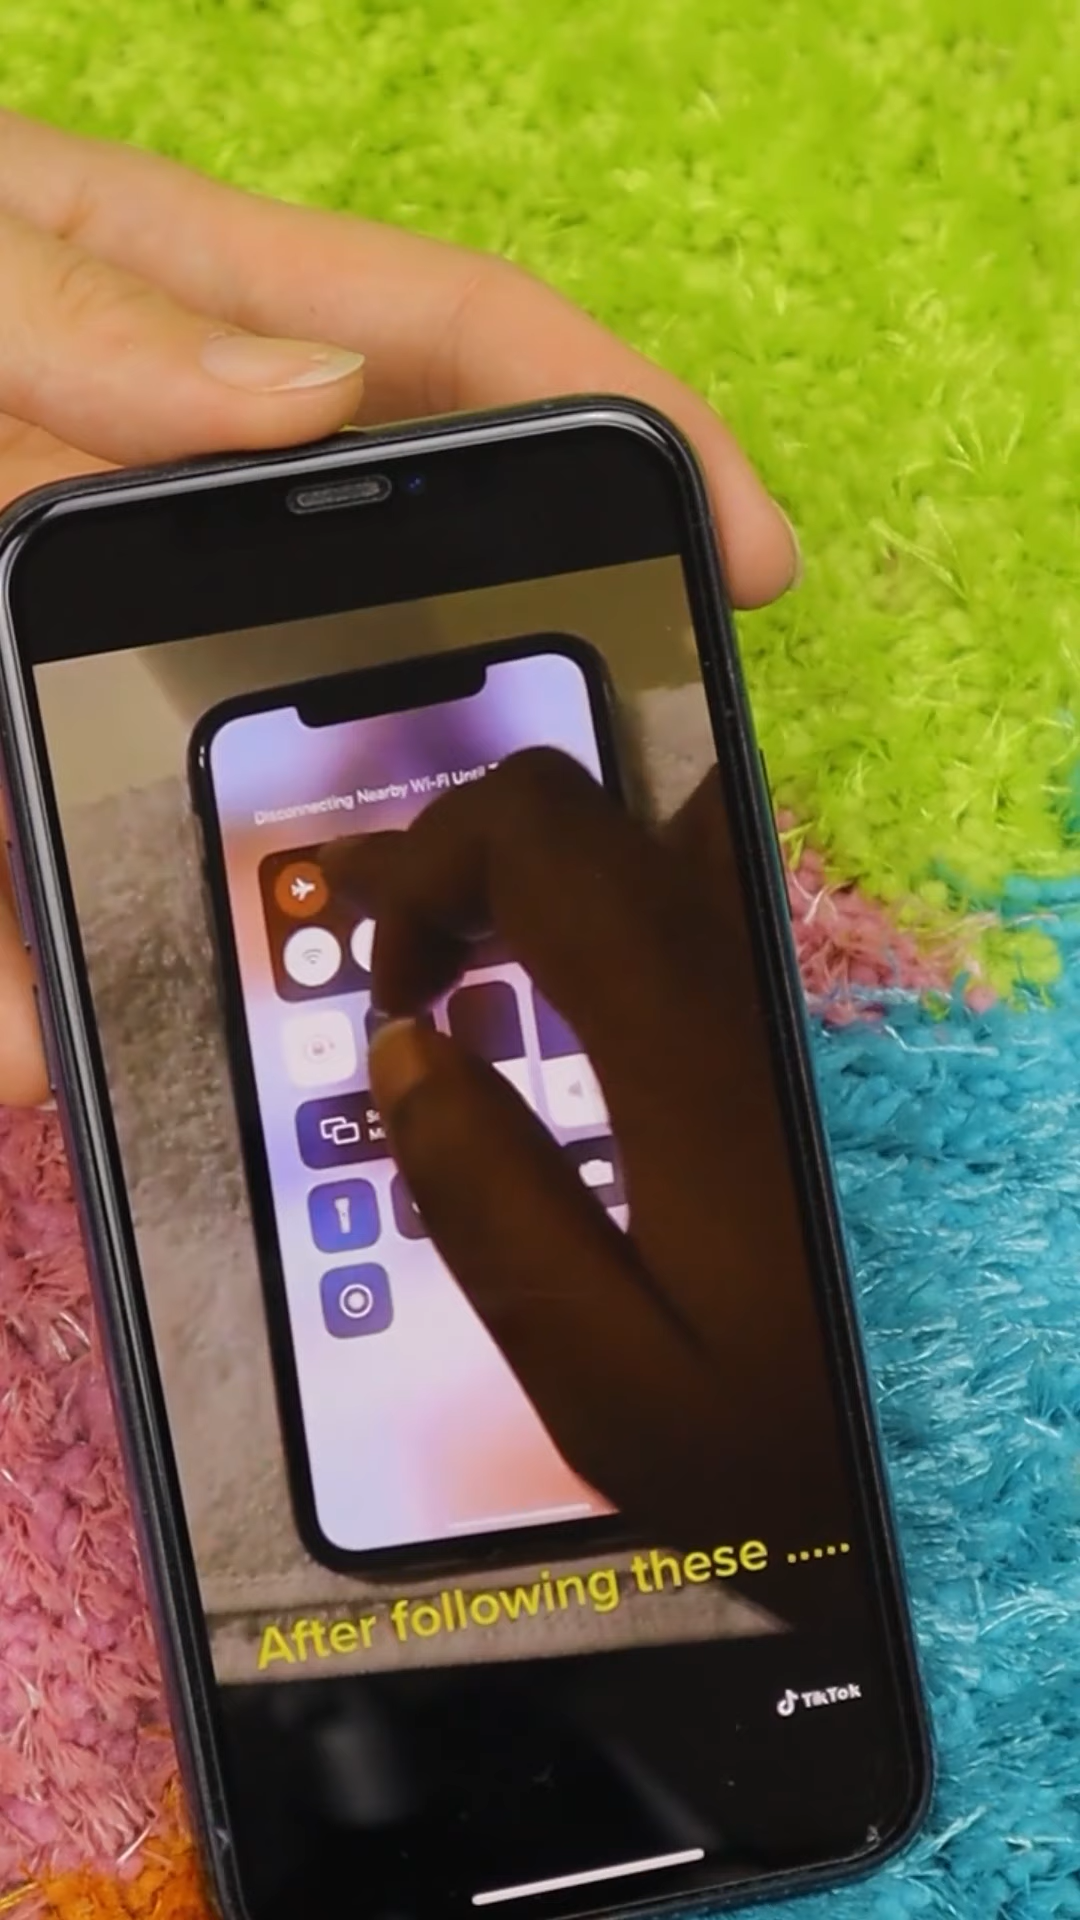 Disconnecting Nearby Wi-Fi Until
After following these .....
TikTok